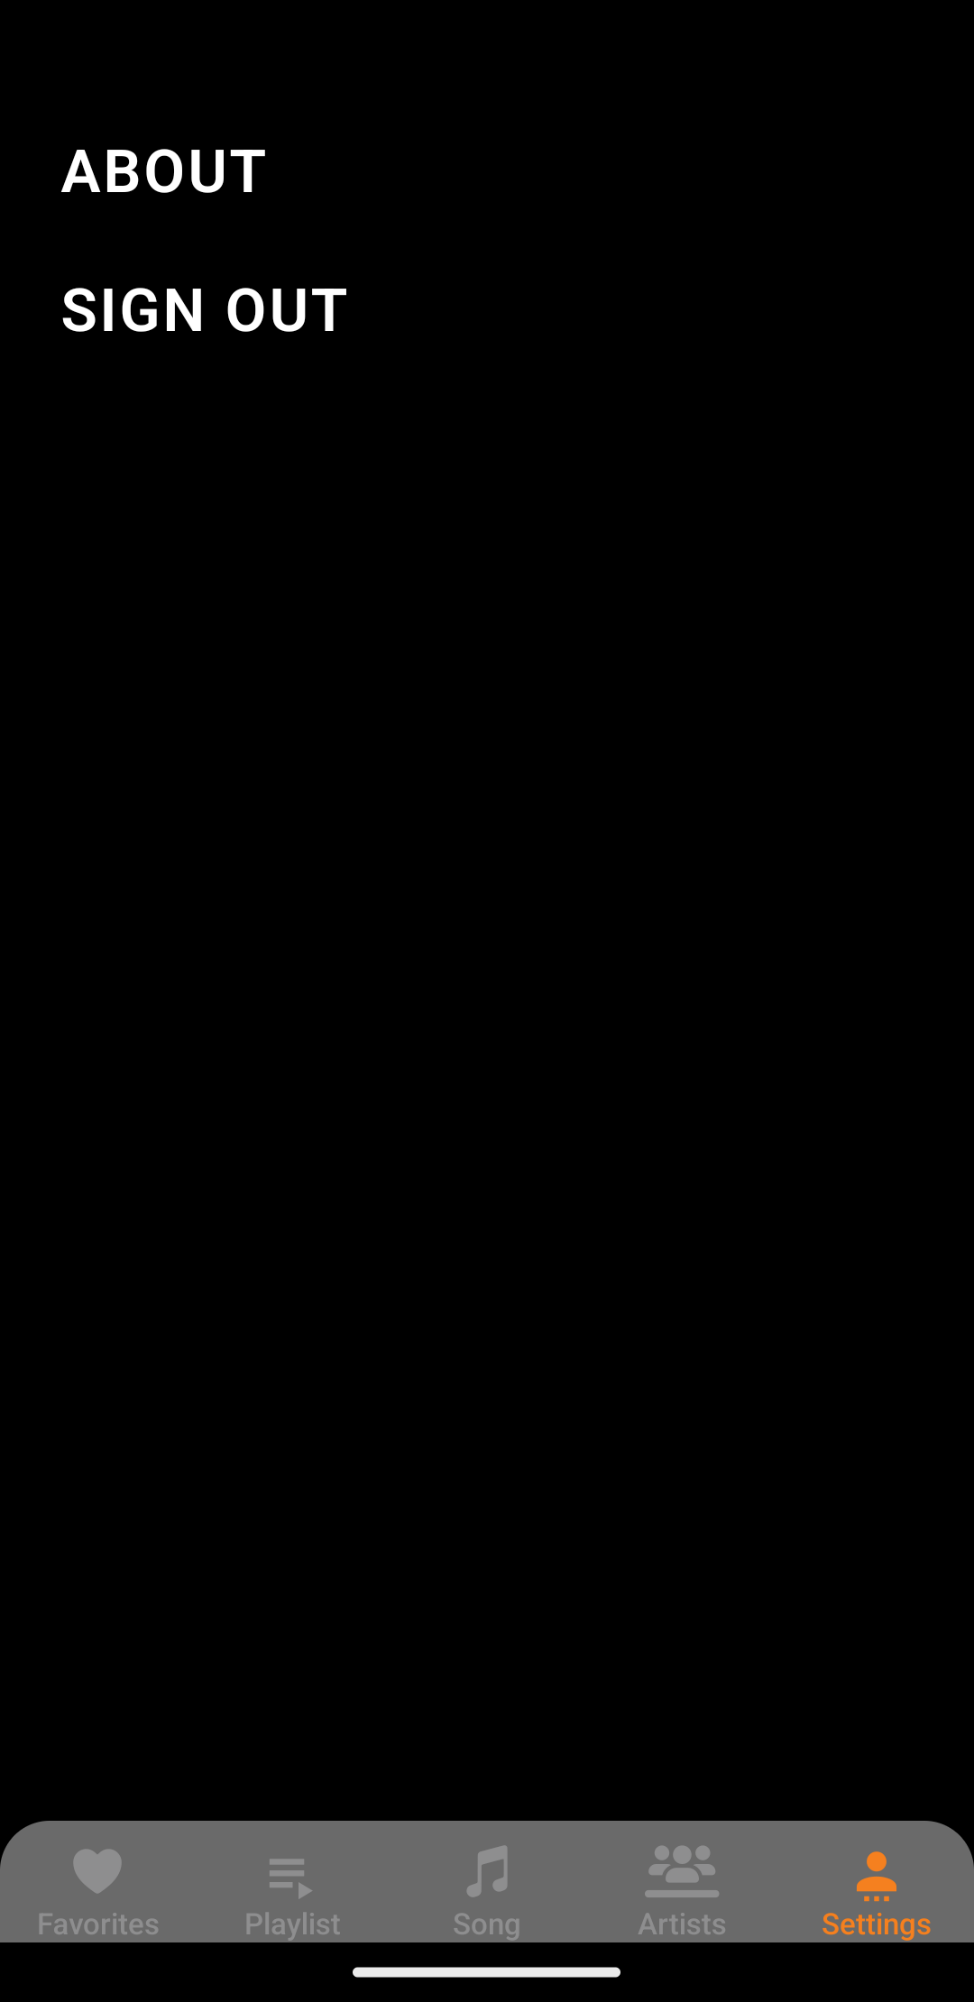 ABOUT
SIGN OUT
Favorites
Playlist
Song
Artists
Settings